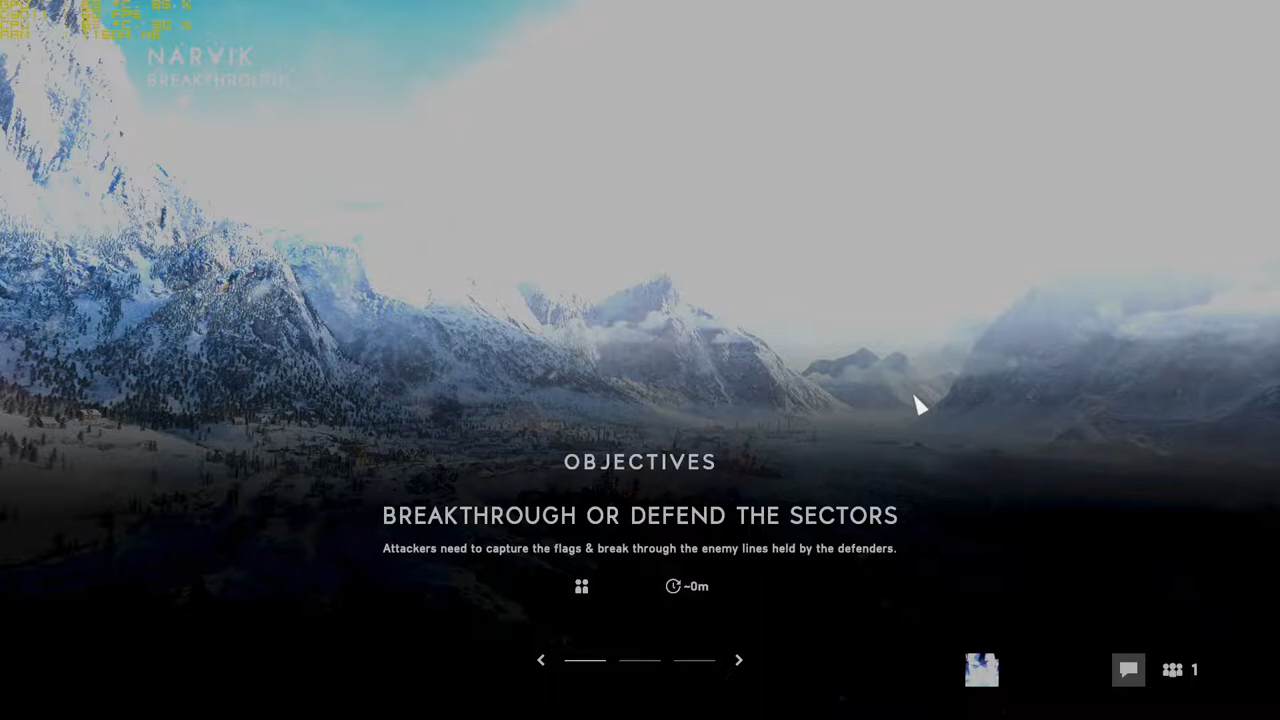 NARVIK
BREAKTHROUGH
OBJECTIVES
BREAKTHROUGH OR DEFEND THE SECTORS
Attackers need to capture the flags & break through the enemy lines held by the defenders.
~0m
1